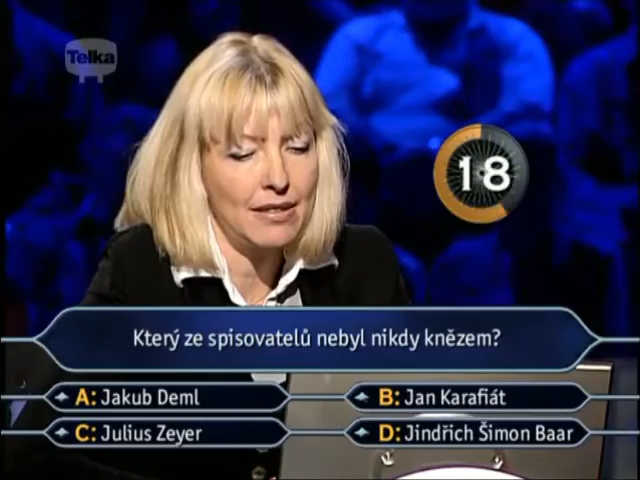 Telka
18
Který ze spisovatelů nebyl nikdy knězem?
A: Jakub Deml
B: Jan Karafiát
C: Julius Zeyer
D: Jindřich Šimon Baar